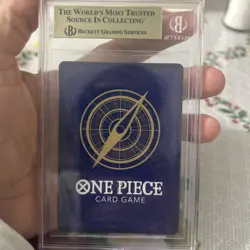 The World's Most Trusted
Source in Collecting®
Beckett Grading Services
ONE PIECE
CARD GAME